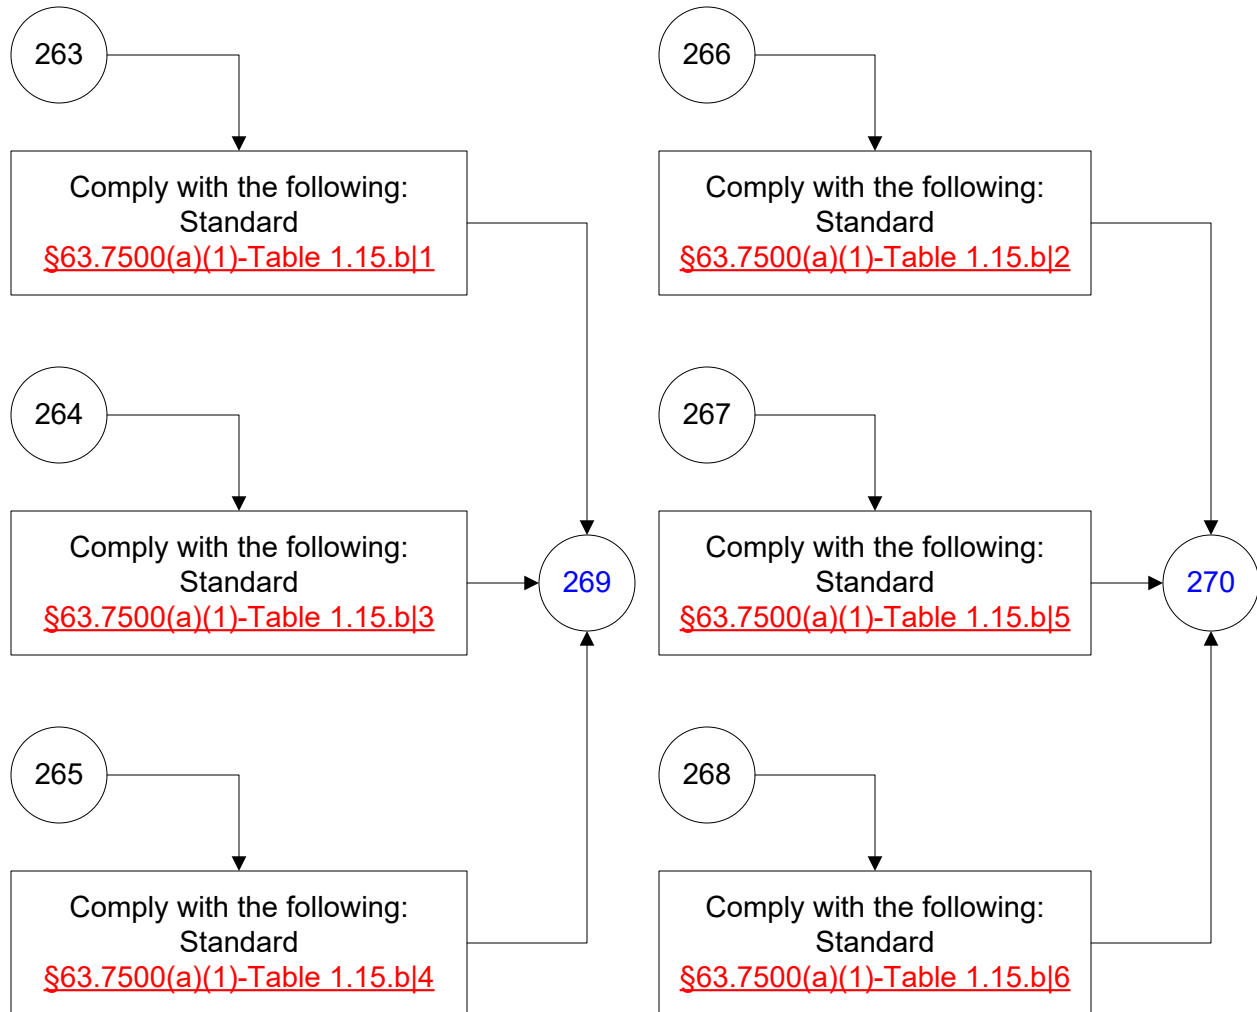 263
Comply with the following:
Standard
§63.7500(a)(1)-Table 1.15.b|1
264
Comply with the following:
Standard
§63.7500(a)(1)-Table 1.15.b|3
265
Comply with the following:
Standard
§63.7500(a)(1)-Table 1.15.b|4
269
266
Comply with the following:
Standard
§63.7500(a)(1)-Table 1.15.b|2
267
Comply with the following:
Standard
§63.7500(a)(1)-Table 1.15.b|5
268
Comply with the following:
Standard
§63.7500(a)(1)-Table 1.15.b|6
270